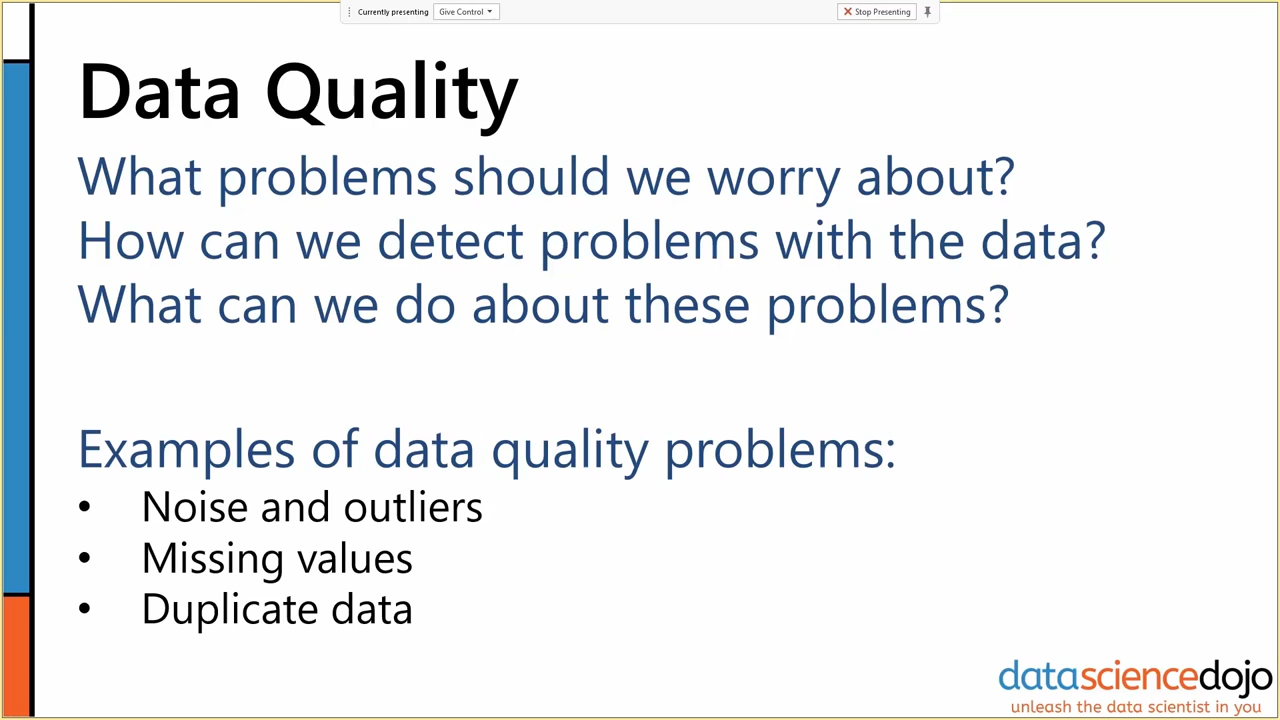 Currently presenting Give Control Stop Presenting
Data Quality
What problems should we worry about?
How can we detect problems with the data?
What can we do about these problems?
Examples of data quality problems:
• Noise and outliers
• Missing values
• Duplicate data
datasciencedojo
unleash the data scientist in you